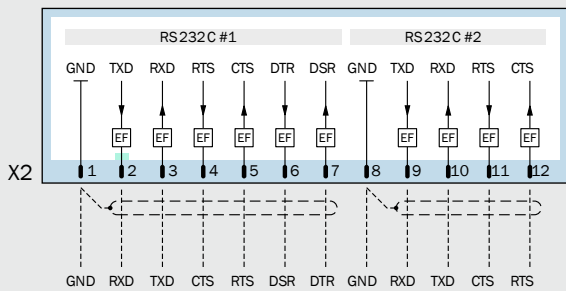 RS232C #1 RS232C #2
GND TXD RXD RTS CTS DTR DSR GND TXD RXD RTS CTS
EF EF EF EF EF EF EF EF EF EF
X2 1 2 3 4 5 6 7 8 9 10 11 12
GND RXD TXD CTS RTS DSR DTR GND RXD TXD CTS RTS